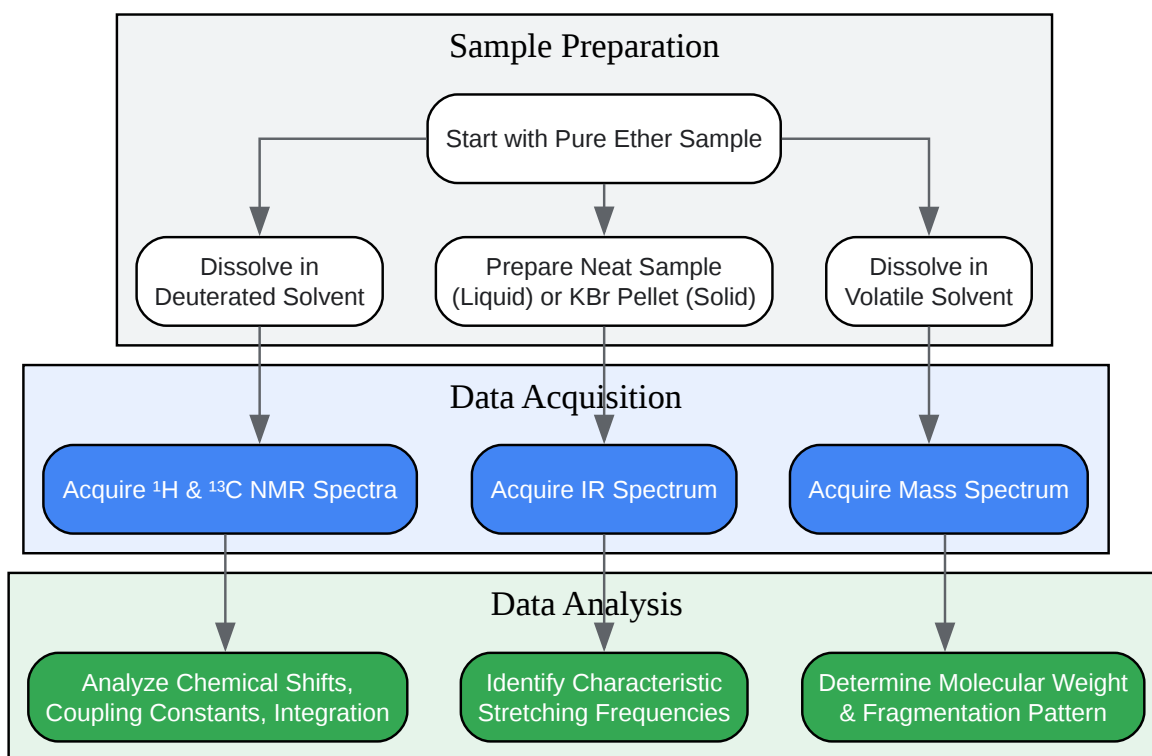 Sample Preparation
Start with Pure Ether Sample
Dissolve in
Deuterated Solvent
Prepare Neat Sample
(Liquid) or KBr Pellet (Solid)
Dissolve in
Volatile Solvent
Data Acquisition
Acquire ¹H & ¹³C NMR Spectra
Acquire IR Spectrum
Acquire Mass Spectrum
Data Analysis
Analyze Chemical Shifts,
Coupling Constants, Integration
Identify Characteristic
Stretching Frequencies
Determine Molecular Weight
& Fragmentation Pattern